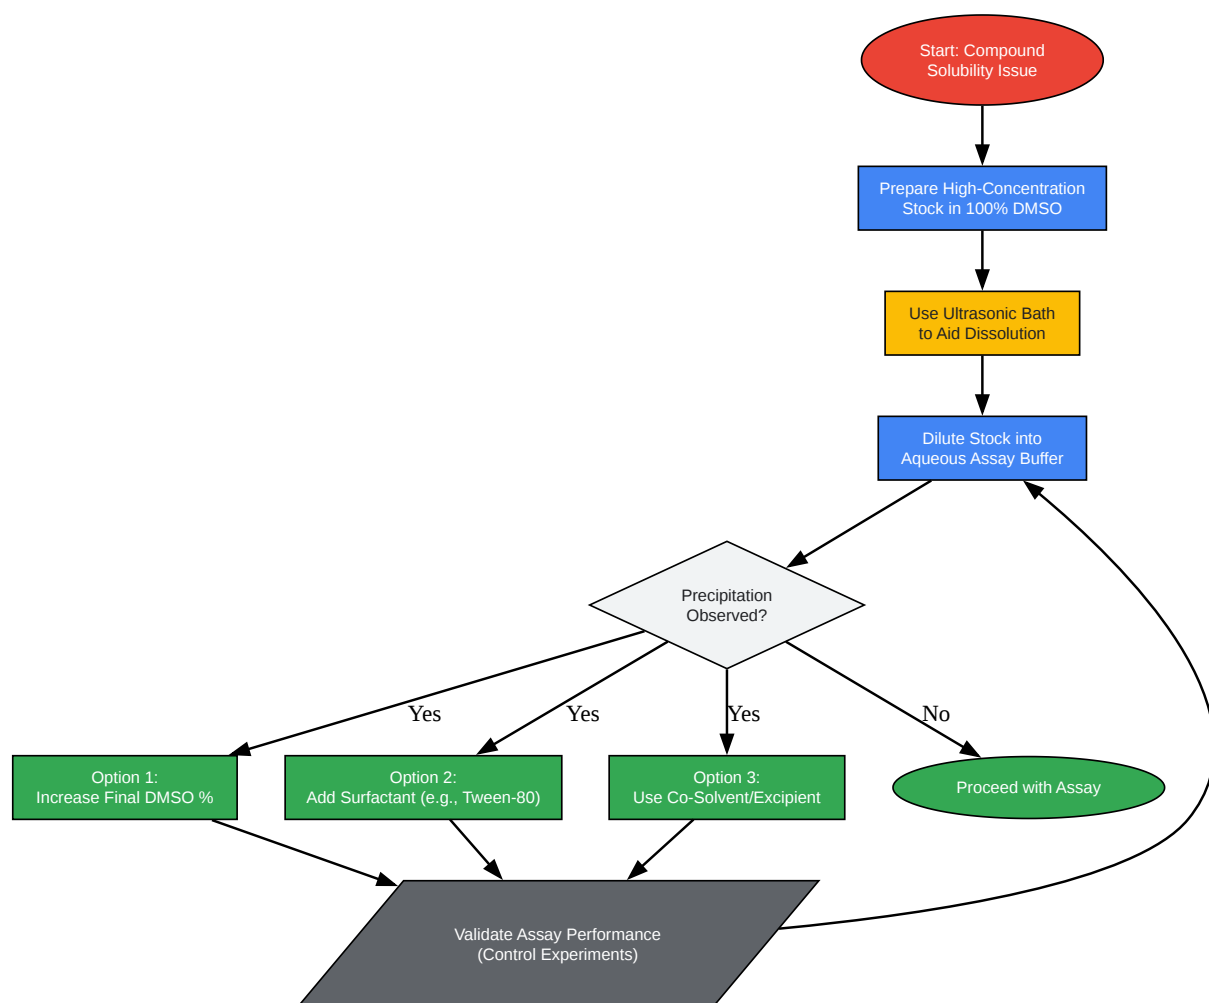 Start: Compound
Solubility Issue
Prepare High-Concentration
Stock in 100% DMSO
Use Ultrasonic Bath
to Aid Dissolution
Dilute Stock into
Aqueous Assay Buffer
Precipitation
Observed?
Yes
Yes
Yes
No
Option 1:
Increase Final DMSO %
Option 2:
Add Surfactant (e.g., Tween-80)
Option 3:
Use Co-Solvent/Excipient
Proceed with Assay
Validate Assay Performance
(Control Experiments)